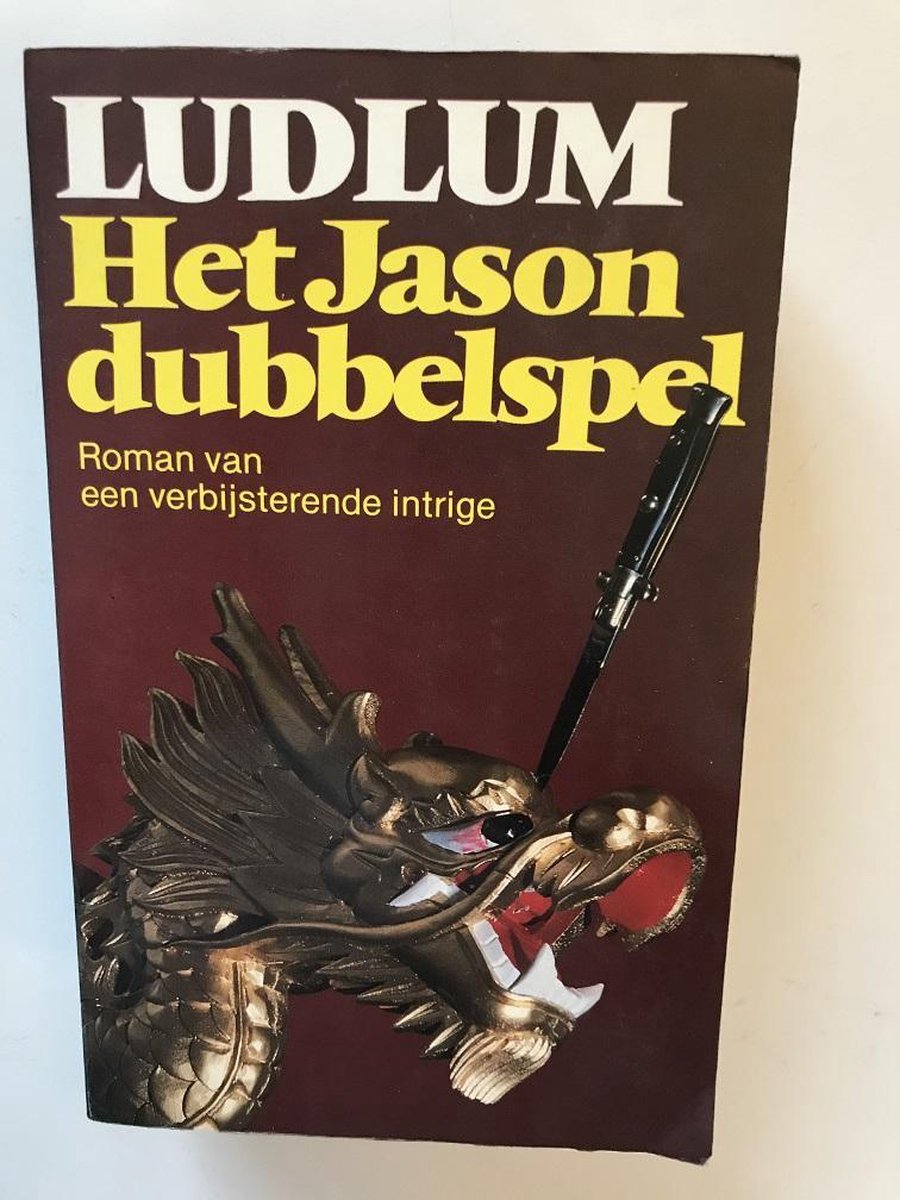 LUDLUM
Het Jason
dubbelspel
Roman van
een verbijsterende intrige